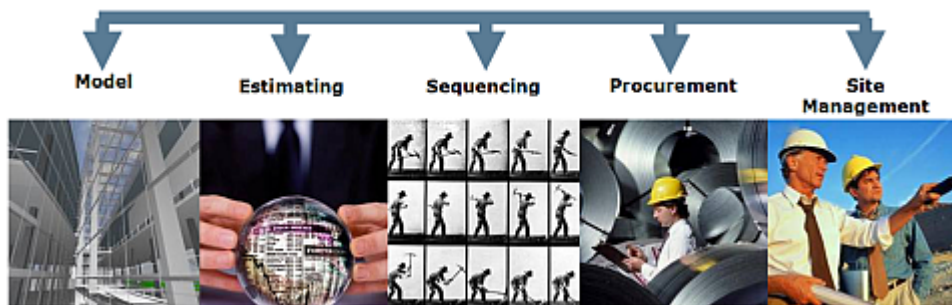 Model
Estimating
Sequencing
Procurement
Site
Management